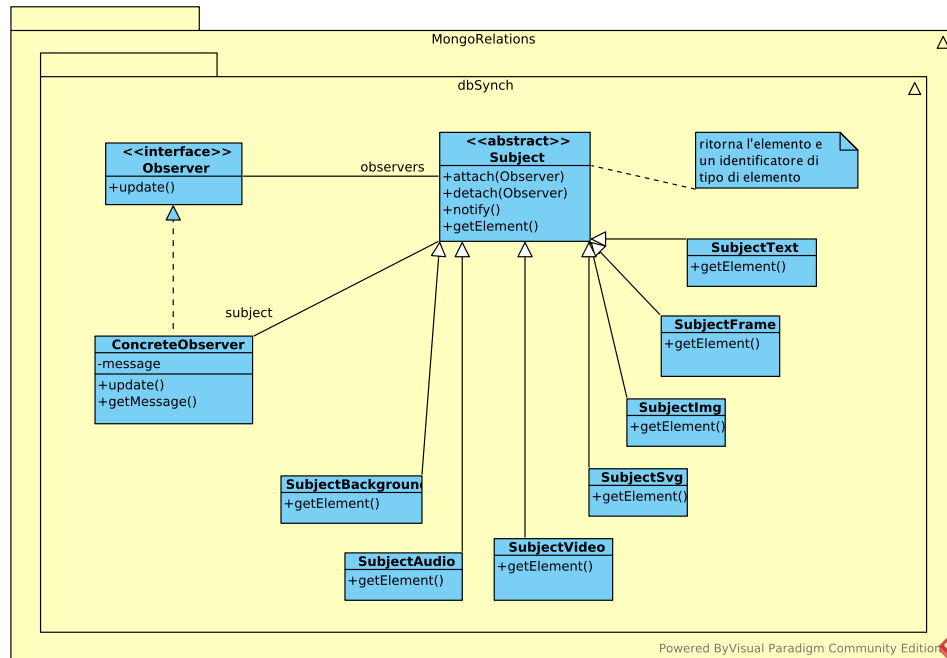 MongoRelations
dbSynch
<<interface>>
Observer
+update()
observers
<<abstract>>
Subject
+attach(Observer)
+detach(Observer)
+notify()
+getElement()
ritorna l'elemento e
un identificatore di
tipo di elemento
SubjectText
+getElement()
subject
SubjectFrame
+getElement()
ConcreteObserver
-message
+update()
+getMessage()
SubjectImg
+getElement()
SubjectBackgroun
+getElement()
SubjectSvg
+getElement()
SubjectAudio
+getElement()
SubjectVideo
+getElement()
Powered ByVisual Paradigm Community Edition